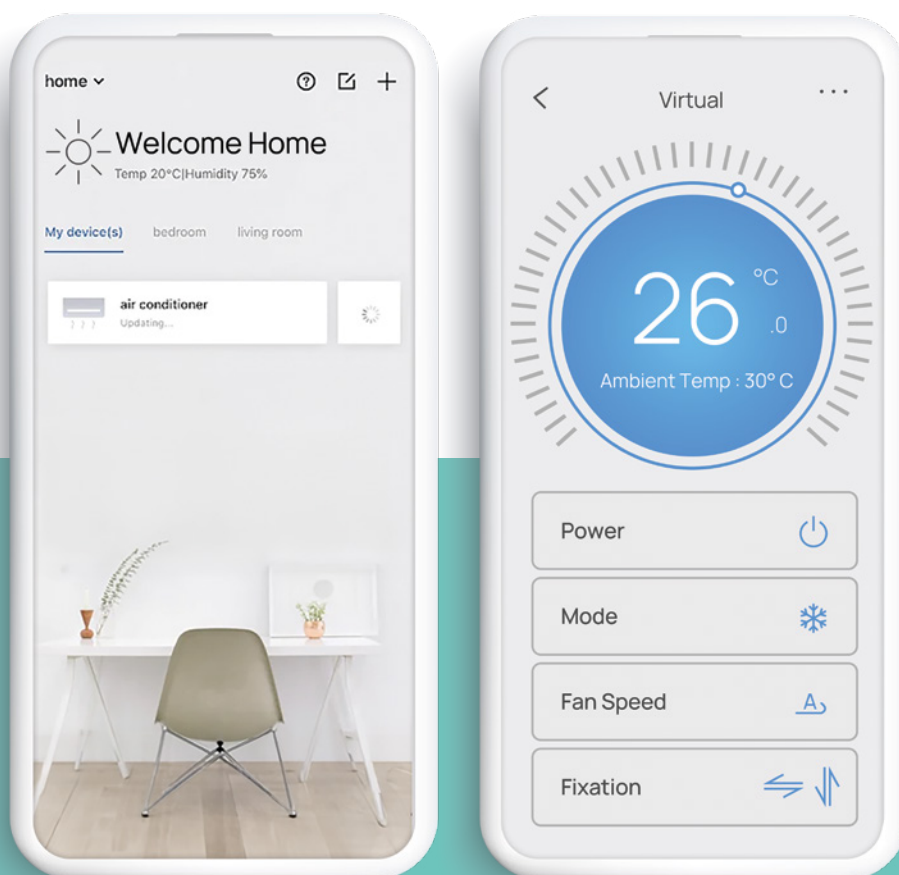 home
Welcome Home
Temp 20°C|Humidity 75%
My device(s) bedroom living room
air conditioner
Updating...
Virtual
26 °C
.0
Ambient Temp : 30° C
Power
Mode
Fan Speed A
Fixation